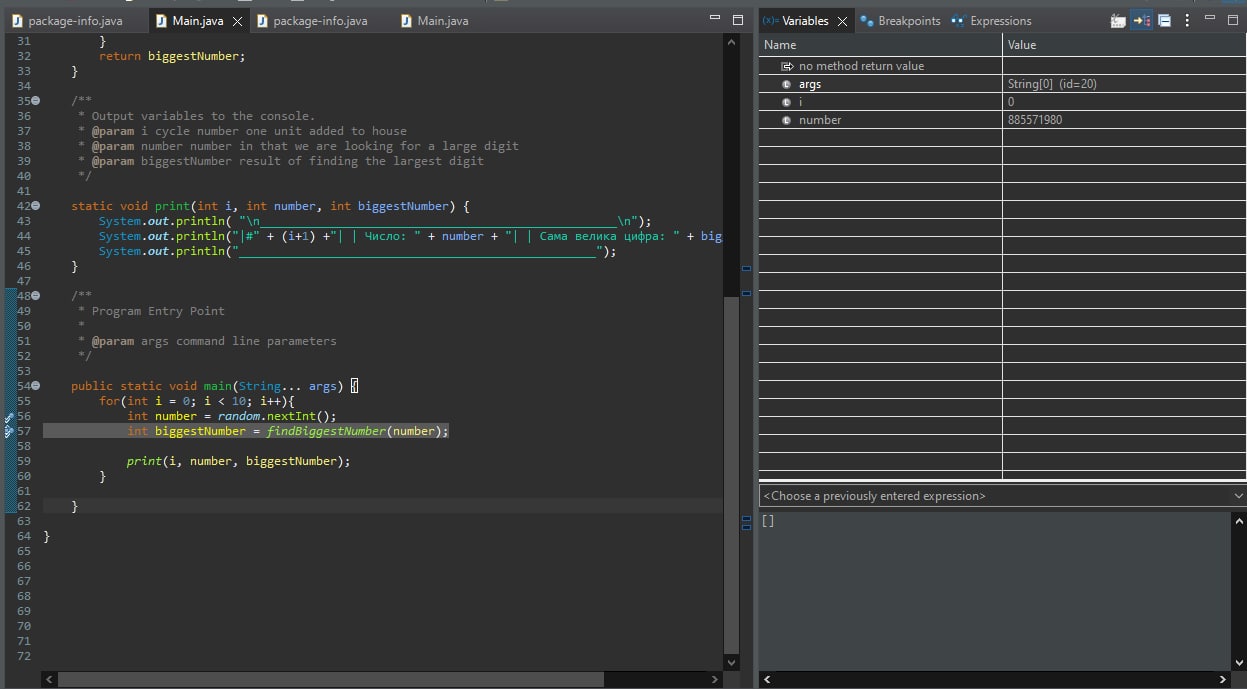 package-info.java Main.java package-info.java Main.java
31 }
32 return biggestNumber;
33 }
34
35 /**
36 * Output variables to the console.
37 * @param i cycle number one unit added to house
38 * @param number number in that we are looking for a large digit
39 * @param biggestNumber result of finding the largest digit
40 */
41
42 static void print(int i, int number, int biggestNumber) {
43 System.out.println( "\n___________________________________________________\n");
44 System.out.println("|#" + (i+1) +"| | Число: " + number + "| | Сама велика цифра: " + big
45 System.out.println("___________________________________________________");
46 }
47
48 /**
49 * Program Entry Point
50 *
51 * @param args command line parameters
52 */
53
54 public static void main(String... args) {
55 for(int i = 0; i < 10; i++){
56 int number = random.nextInt();
57 int biggestNumber = findBiggestNumber(number);
58
59 print(i, number, biggestNumber);
60 }
61
62 }
63
64 }
65
66
67
68
69
70
71
72
(x)= Variables Breakpoints Expressions
Name Value
no method return value
args String[0] (id=20)
i 0
number 885571980
<Choose a previously entered expression>
[]